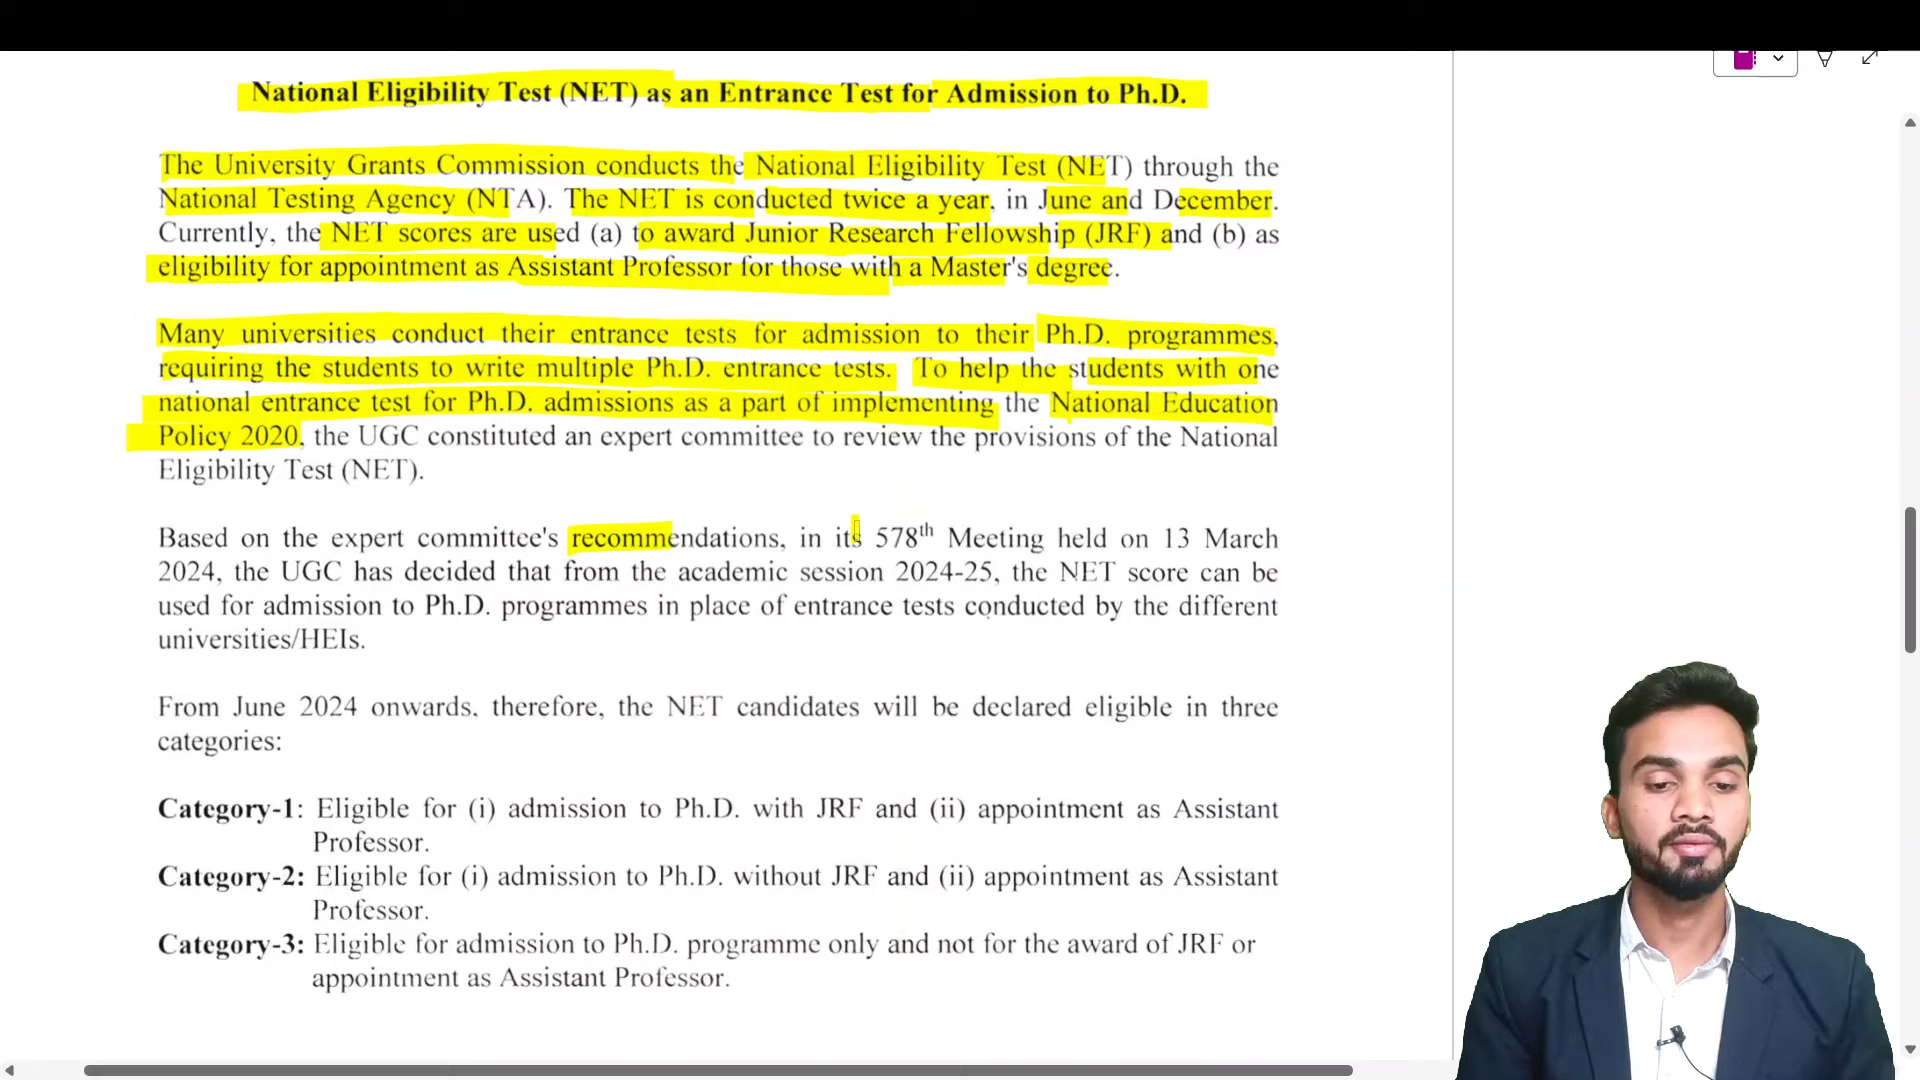 National Eligibility Test (NET) as an Entrance Test for Admission to Ph.D.
The University Grants Commission conducts the National Eligibility Test (NET) through the
National Testing Agency (NTA). The NET is conducted twice a year, in June and December.
Currently, the NET scores are used (a) to award Junior Research Fellowship (JRF) and (b) as
eligibility for appointment as Assistant Professor for those with a Master's degree.
Many universities conduct their entrance tests for admission to their Ph.D. programmes,
requiring the students to write multiple Ph.D. entrance tests. To help the students with one
national entrance test for Ph.D. admissions as a part of implementing the National Education
Policy 2020, the UGC constituted an expert committee to review the provisions of the National
Eligibility Test (NET).
Based on the expert committee's recommendations, in its 578th Meeting held on 13 March
2024, the UGC has decided that from the academic session 2024-25, the NET score can be
used for admission to Ph.D. programmes in place of entrance tests conducted by the different
universities/HEIs.
From June 2024 onwards, therefore, the NET candidates will be declared eligible in three
categories:
Category-1: Eligible for (i) admission to Ph.D. with JRF and (ii) appointment as Assistant
Professor.
Category-2: Eligible for (i) admission to Ph.D. without JRF and (ii) appointment as Assistant
Professor.
Category-3: Eligible for admission to Ph.D. programme only and not for the award of JRF or
appointment as Assistant Professor.